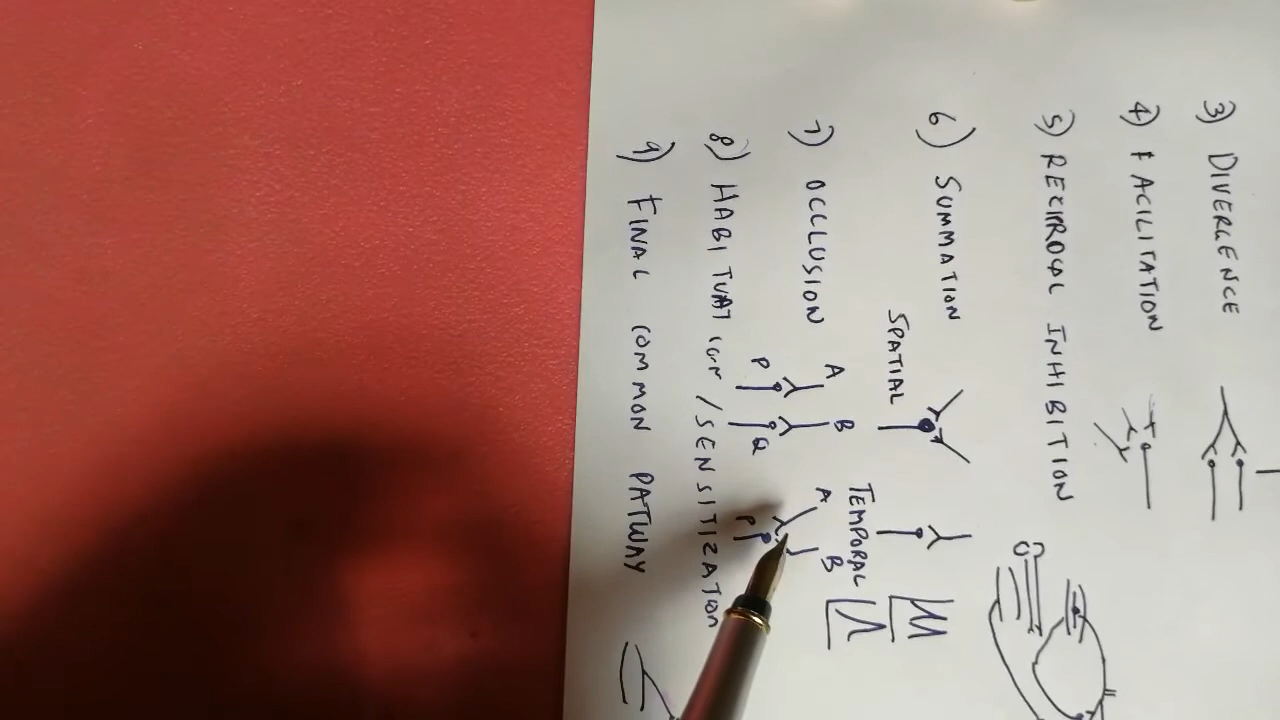 3) DIVERGENCE
4) FACILITATION
5) RECIPROCAL INHIBITION
6) SUMMATION
SPATIAL
TEMPORAL
7) OCCLUSION
A B A B
P Q P
8) HABITUATION / SENSITIZATION
9) FINAL COMMON PATWAY